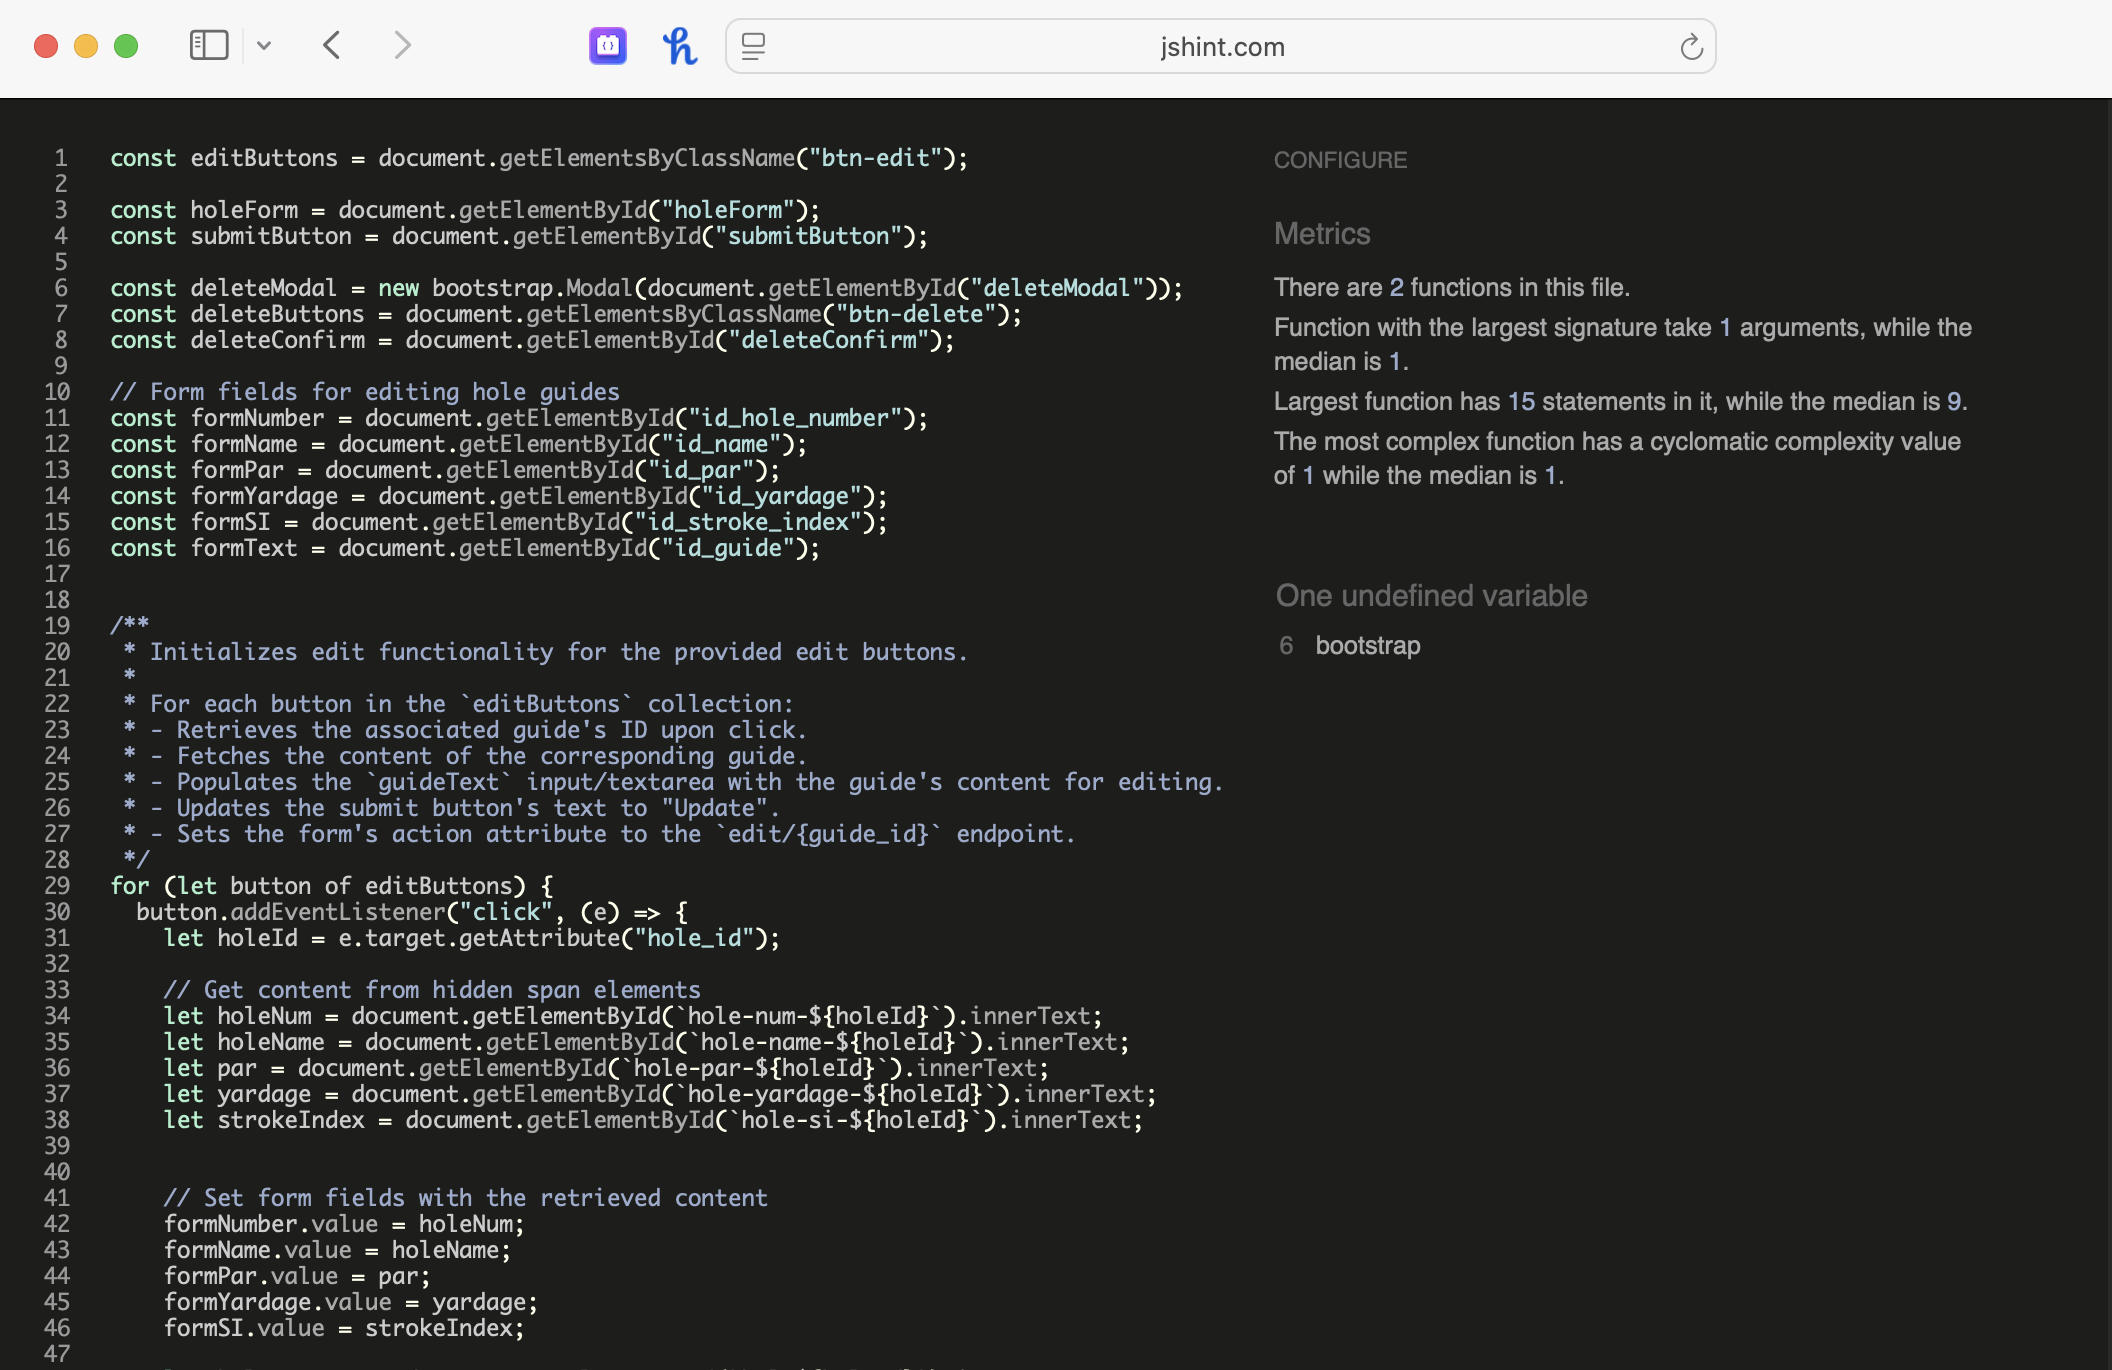 jshint.com
1 const editButtons = document.getElementsByClassName("btn-edit");
2
3 const holeForm = document.getElementById("holeForm");
4 const submitButton = document.getElementById("submitButton");
5
6 const deleteModal = new bootstrap.Modal(document.getElementById("deleteModal"));
7 const deleteButtons = document.getElementsByClassName("btn-delete");
8 const deleteConfirm = document.getElementById("deleteConfirm");
9
10 // Form fields for editing hole guides
11 const formNumber = document.getElementById("id_hole_number");
12 const formName = document.getElementById("id_name");
13 const formPar = document.getElementById("id_par");
14 const formYardage = document.getElementById("id_yardage");
15 const formSI = document.getElementById("id_stroke_index");
16 const formText = document.getElementById("id_guide");
17
18
19 /**
20 * Initializes edit functionality for the provided edit buttons.
21 *
22 * For each button in the `editButtons` collection:
23 * - Retrieves the associated guide's ID upon click.
24 * - Fetches the content of the corresponding guide.
25 * - Populates the `guideText` input/textarea with the guide's content for editing.
26 * - Updates the submit button's text to "Update".
27 * - Sets the form's action attribute to the `edit/{guide_id}` endpoint.
28 */
29 for (let button of editButtons) {
30 button.addEventListener("click", (e) => {
31 let holeId = e.target.getAttribute("hole_id");
32
33 // Get content from hidden span elements
34 let holeNum = document.getElementById(`hole-num-${holeId}`).innerText;
35 let holeName = document.getElementById(`hole-name-${holeId}`).innerText;
36 let par = document.getElementById(`hole-par-${holeId}`).innerText;
37 let yardage = document.getElementById(`hole-yardage-${holeId}`).innerText;
38 let strokeIndex = document.getElementById(`hole-si-${holeId}`).innerText;
39
40
41 // Set form fields with the retrieved content
42 formNumber.value = holeNum;
43 formName.value = holeName;
44 formPar.value = par;
45 formYardage.value = yardage;
46 formSI.value = strokeIndex;
47
CONFIGURE
Metrics
There are 2 functions in this file.
Function with the largest signature take 1 arguments, while the
median is 1.
Largest function has 15 statements in it, while the median is 9.
The most complex function has a cyclomatic complexity value
of 1 while the median is 1.
One undefined variable
6 bootstrap